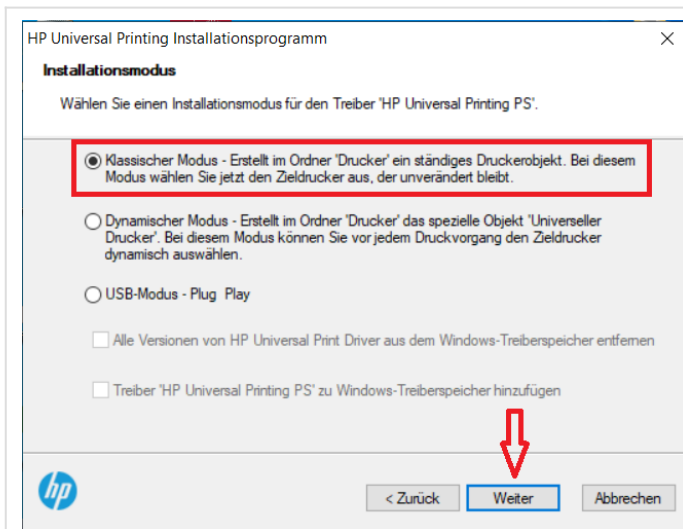 HP Universal Printing Installationsprogramm
Installationsmodus
Wählen Sie einen Installationsmodus für den Treiber 'HP Universal Printing PS'.
Klassischer Modus - Erstellt im Ordner 'Drucker' ein ständiges Druckerobjekt. Bei diesem
Modus wählen Sie jetzt den Zieldrucker aus, der unverändert bleibt.
Dynamischer Modus - Erstellt im Ordner 'Drucker' das spezielle Objekt 'Universeller
Drucker'. Bei diesem Modus können Sie vor jedem Druckvorgang den Zieldrucker
dynamisch auswählen.
USB-Modus - Plug  Play
Alle Versionen von HP Universal Print Driver aus dem Windows-Treiberspeicher entfernen
Treiber 'HP Universal Printing PS' zu Windows-Treiberspeicher hinzufügen
hp
< Zurück
Weiter
Abbrechen